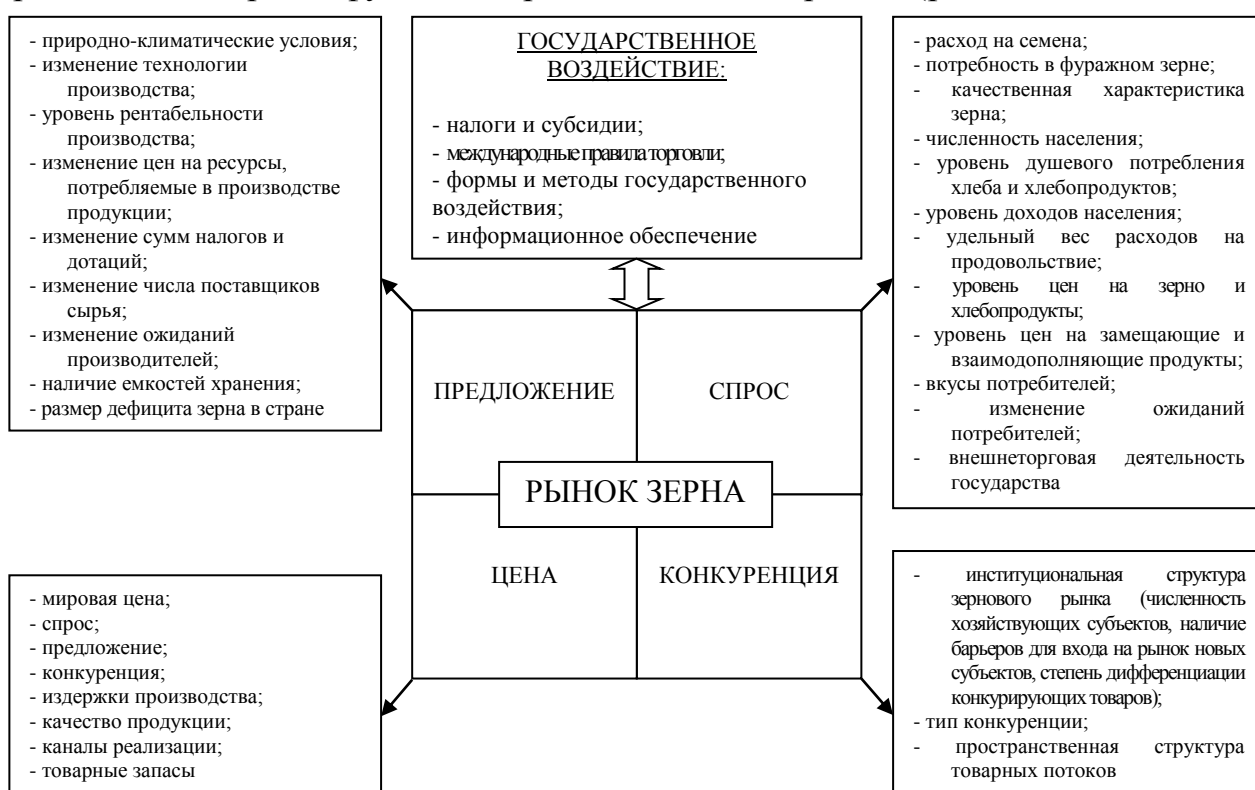 - природно-климатические условия;
- изменение технологии
производства;
- уровень рентабельности
производства;
- изменение цен на ресурсы,
потребляемые в производстве
продукции;
- изменение сумм налогов и
дотаций;
- изменение числа поставщиков
сырья;
- изменение ожиданий
производителей;
- наличие емкостей хранения;
- размер дефицита зерна в стране
ГОСУДАРСТВЕННОЕ
ВОЗДЕЙСТВИЕ:
- налоги и субсидии;
- международные правила торговли;
- формы и методы государственного
воздействия;
- информационное обеспечение
- расход на семена;
- потребность в фуражном зерне;
- качественная характеристика
зерна;
- численность населения;
- уровень душевого потребления
хлеба и хлебопродуктов;
- уровень доходов населения;
- удельный вес расходов на
продовольствие;
- уровень цен на зерно и
хлебопродукты;
- уровень цен на замещающие и
взаимодополняющие продукты;
- вкусы потребителей;
- изменение ожиданий
потребителей;
- внешнеторговая деятельность
государства
ПРЕДЛОЖЕНИЕ
СПРОС
РЫНОК ЗЕРНА
ЦЕНА
КОНКУРЕНЦИЯ
- мировая цена;
- спрос;
- предложение;
- конкуренция;
- издержки производства;
- качество продукции;
- каналы реализации;
- товарные запасы
- институциональная структура
зернового рынка (численность
хозяйствующих субъектов, наличие
барьеров для входа на рынок новых
субъектов, степень дифференциации
конкурирующих товаров);
- тип конкуренции;
- пространственная структура
товарных потоков